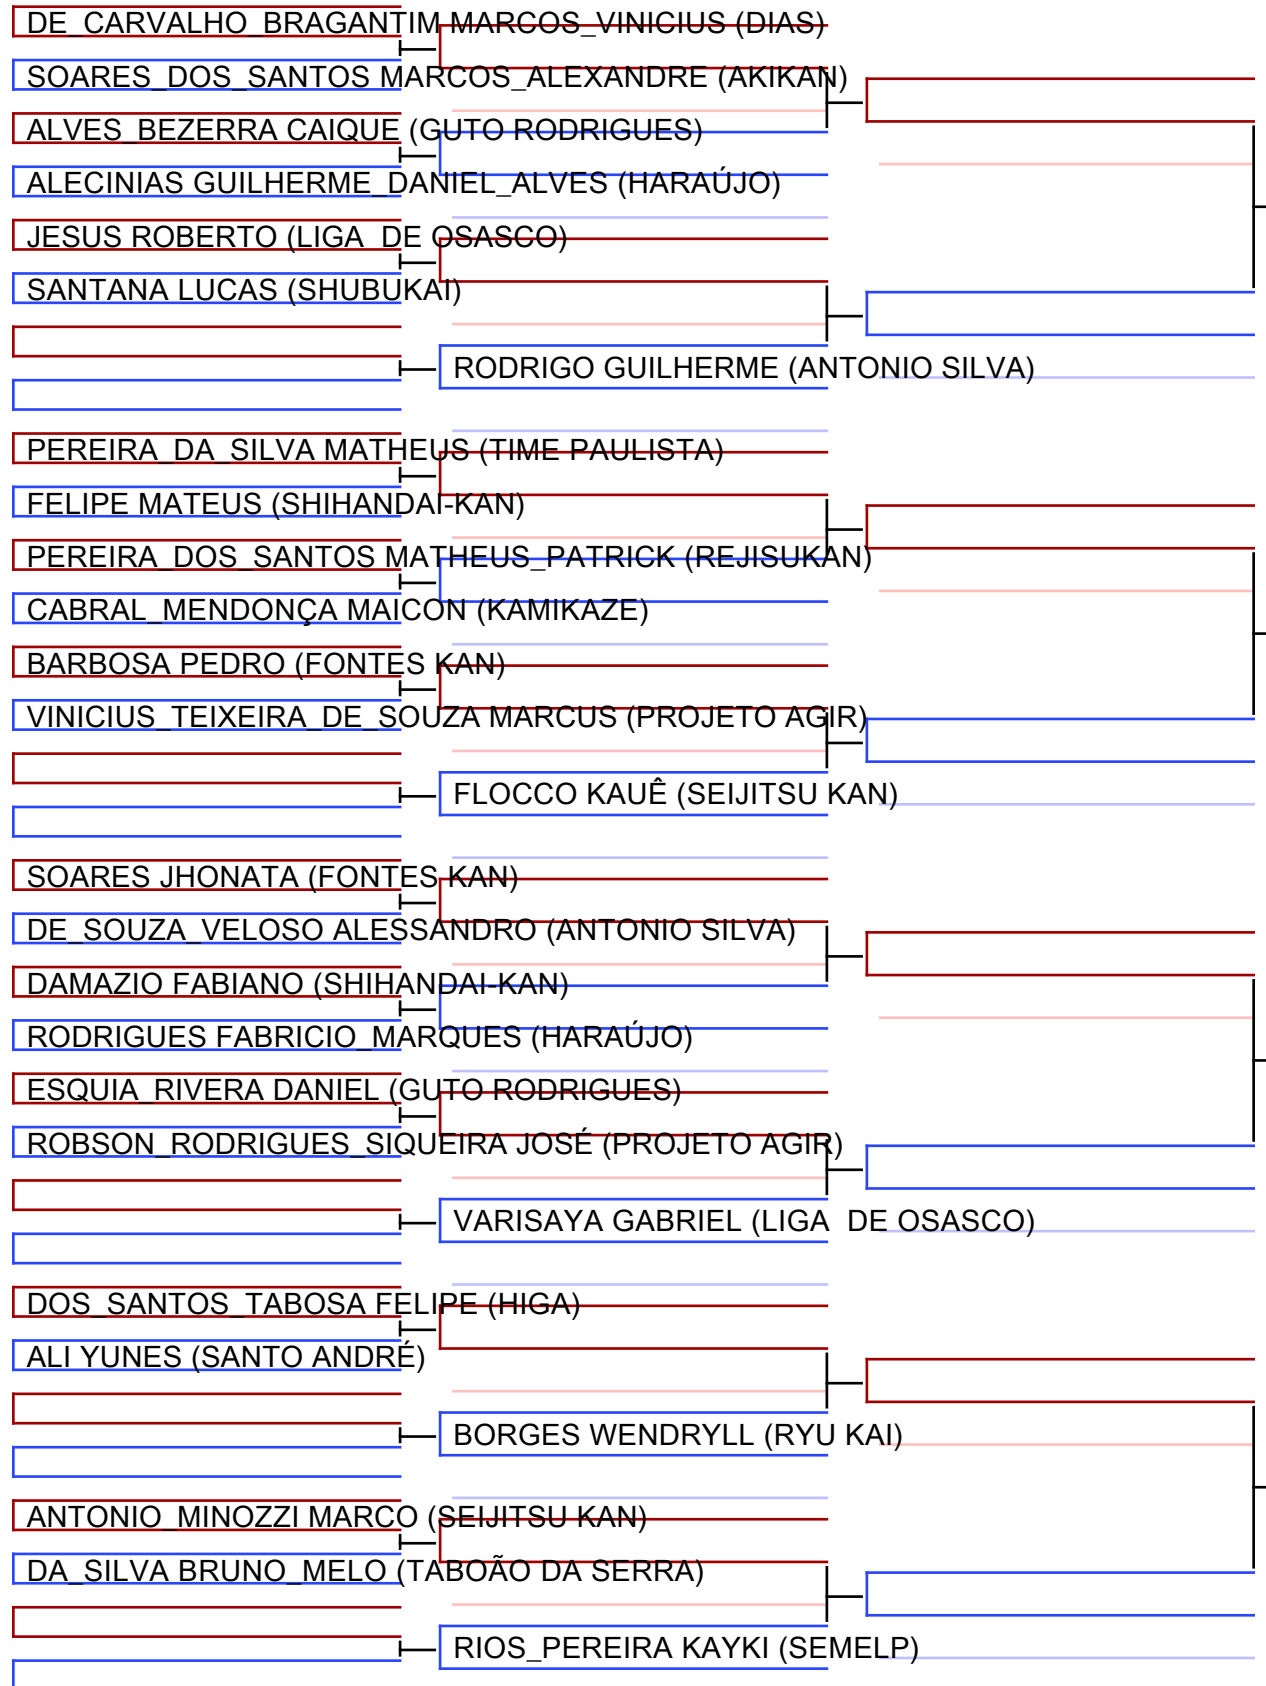 DE_CARVALHO_BRAGANTIM MARCOS_VINICIUS (DIAS)
SOARES_DOS_SANTOS MARCOS_ALEXANDRE (AKIKAN)
ALVES_BEZERRA CAIQUE (GUTO RODRIGUES)
ALECINIAS GUILHERME_DANIEL_ALVES (HARAÚJO)
JESUS ROBERTO (LIGA  DE OSASCO)
SANTANA LUCAS (SHUBUKAI)
RODRIGO GUILHERME (ANTONIO SILVA)
PEREIRA_DA_SILVA MATHEUS (TIME PAULISTA)
FELIPE MATEUS (SHIHANDAI-KAN)
PEREIRA_DOS_SANTOS MATHEUS_PATRICK (REJISUKAN)
CABRAL_MENDONÇA MAICON (KAMIKAZE)
BARBOSA PEDRO (FONTES KAN)
VINICIUS_TEIXEIRA_DE_SOUZA MARCUS (PROJETO AGIR)
FLOCCO KAUÊ (SEIJITSU KAN)
SOARES JHONATA (FONTES KAN)
DE_SOUZA_VELOSO ALESSANDRO (ANTONIO SILVA)
DAMAZIO FABIANO (SHIHANDAI-KAN)
RODRIGUES FABRICIO_MARQUES (HARAÚJO)
ESQUIA_RIVERA DANIEL (GUTO RODRIGUES)
ROBSON_RODRIGUES_SIQUEIRA JOSÉ (PROJETO AGIR)
VARISAYA GABRIEL (LIGA  DE OSASCO)
DOS_SANTOS_TABOSA FELIPE (HIGA)
ALI YUNES (SANTO ANDRÉ)
BORGES WENDRYLL (RYU KAI)
ANTONIO_MINOZZI MARCO (SEIJITSU KAN)
DA_SILVA BRUNO_MELO (TABOÃO DA SERRA)
RIOS_PEREIRA KAYKI (SEMELP)